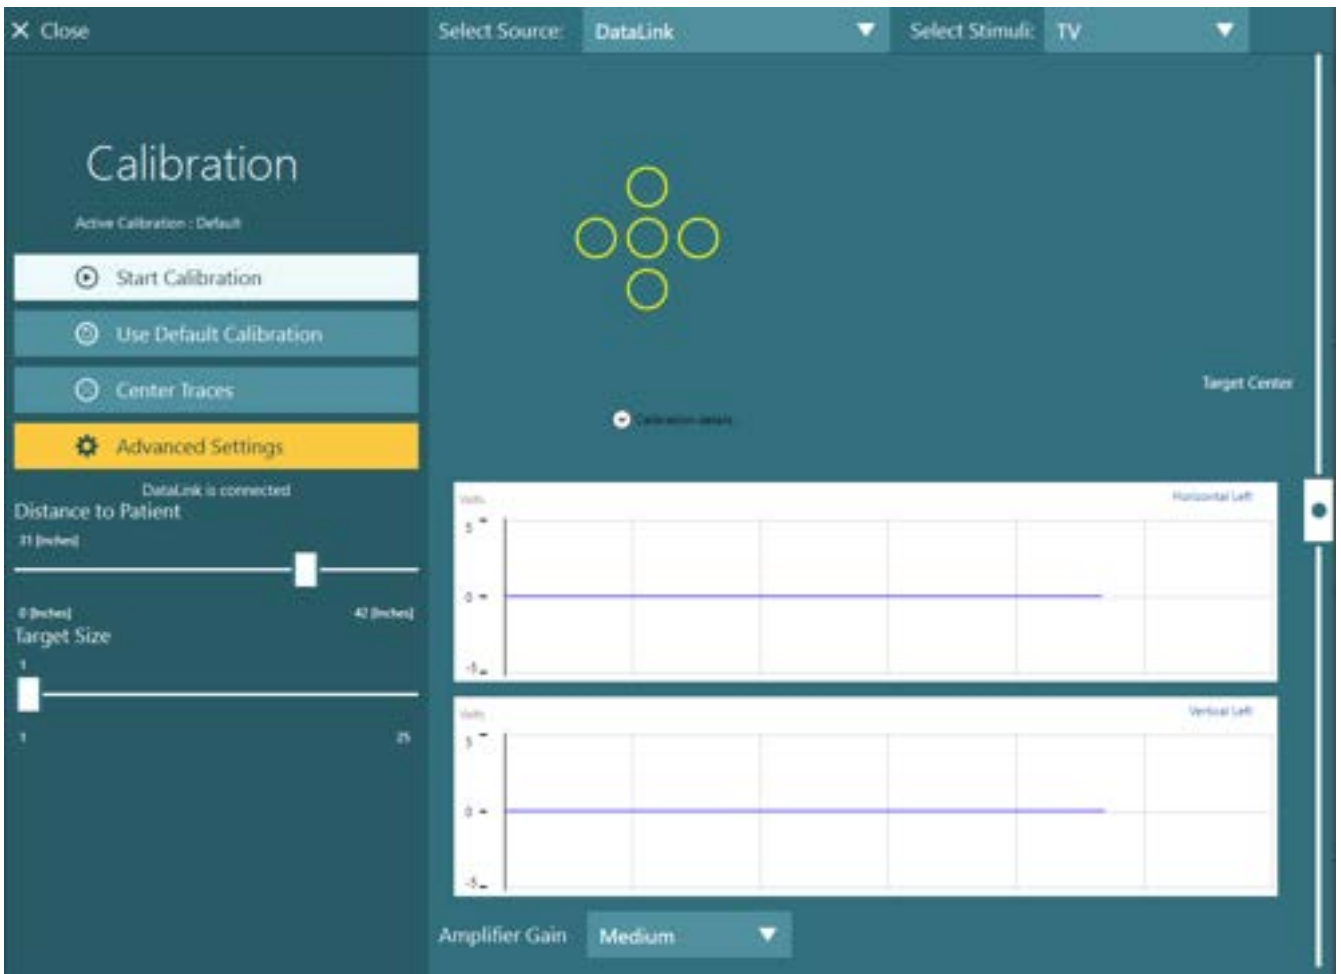 Close
Select Source: DataLink
Select Stimuli: TV
Calibration
Active Calibration : Default
Start Calibration
Use Default Calibration
Center Traces
Advanced Settings
DataLink is connected
Distance to Patient
31 [Inches]
0 [Inches] 42 [Inches]
Target Size
1
1 25
Target Center
Calibration details
Volts
Horizontal Left
5
0
-5
Volts
Vertical Left
5
0
-5
Amplifier Gain Medium